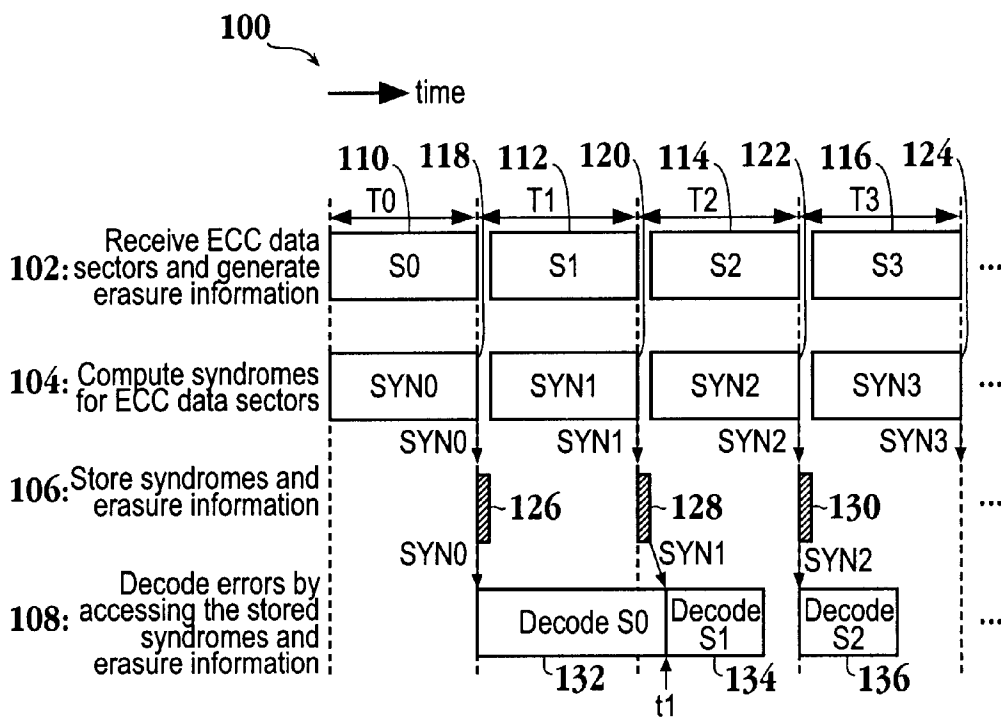 100
time
110 118 112 120 114 122 116 124
T0 T1 T2 T3
102: Receive ECC data sectors and generate erasure information
S0 S1 S2 S3 ...
104: Compute syndromes for ECC data sectors
SYN0 SYN1 SYN2 SYN3 ...
SYN0 SYN1 SYN2 SYN3
106: Store syndromes and erasure information
126 128 130 ...
SYN0 SYN1 SYN2
108: Decode errors by accessing the stored syndromes and erasure information
Decode S0 Decode S1 Decode S2 ...
132 134 136
t1